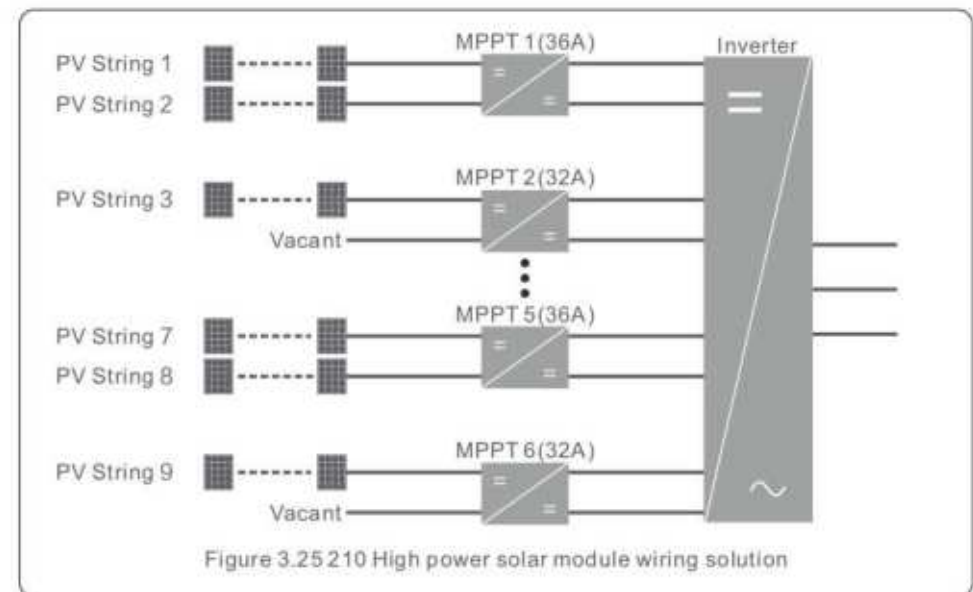 MPPT 1(36A)
Inverter
PV String 1
PV String 2
MPPT 2(32A)
PV String 3
Vacant
MPPT 5(36A)
PV String 7
PV String 8
MPPT 6(32A)
PV String 9
Vacant
Figure 3.25 210 High power solar module wiring solution